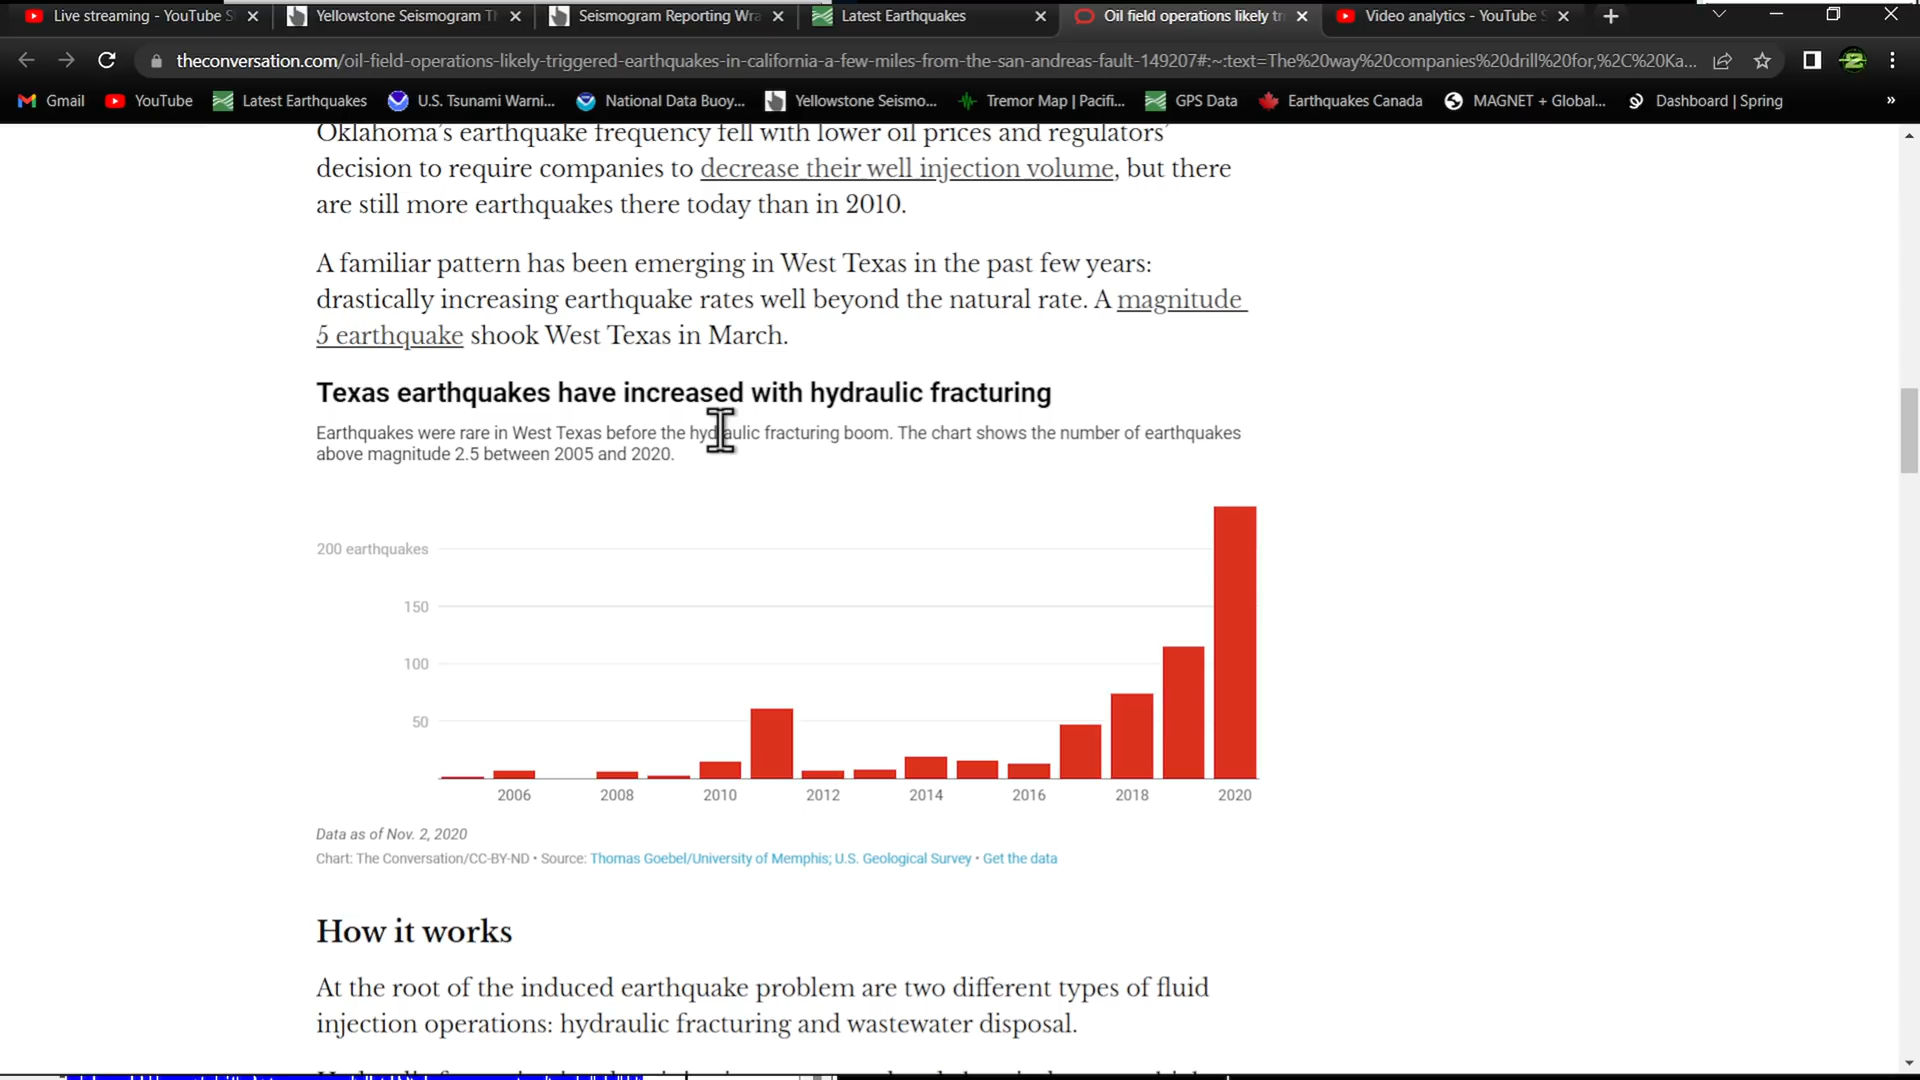 Live streaming - YouTube S
Yellowstone Seismogram Th
Seismogram Reporting Wra
Latest Earthquakes
Oil field operations likely tr
Video analytics - YouTube S
theconversation.com/oil-field-operations-likely-triggered-earthquakes-in-california-a-few-miles-from-the-san-andreas-fault-149207#:~:text=The%20way%20companies%20drill%20for,%2C%20Ka...
Gmail
YouTube
Latest Earthquakes
U.S. Tsunami Warni...
National Data Buoy...
Yellowstone Seismo...
Tremor Map | Pacifi...
GPS Data
Earthquakes Canada
MAGNET + Global...
Dashboard | Spring
»
Oklahoma's earthquake frequency fell with lower oil prices and regulators'
decision to require companies to decrease their well injection volume, but there
are still more earthquakes there today than in 2010.
A familiar pattern has been emerging in West Texas in the past few years:
drastically increasing earthquake rates well beyond the natural rate. A magnitude
5 earthquake shook West Texas in March.
Texas earthquakes have increased with hydraulic fracturing
Earthquakes were rare in West Texas before the hydraulic fracturing boom. The chart shows the number of earthquakes
above magnitude 2.5 between 2005 and 2020.
200 earthquakes
150
100
50
2006 2008 2010 2012 2014 2016 2018 2020
Data as of Nov. 2, 2020
Chart: The Conversation/CC-BY-ND • Source: Thomas Goebel/University of Memphis; U.S. Geological Survey • Get the data
How it works
At the root of the induced earthquake problem are two different types of fluid
injection operations: hydraulic fracturing and wastewater disposal.